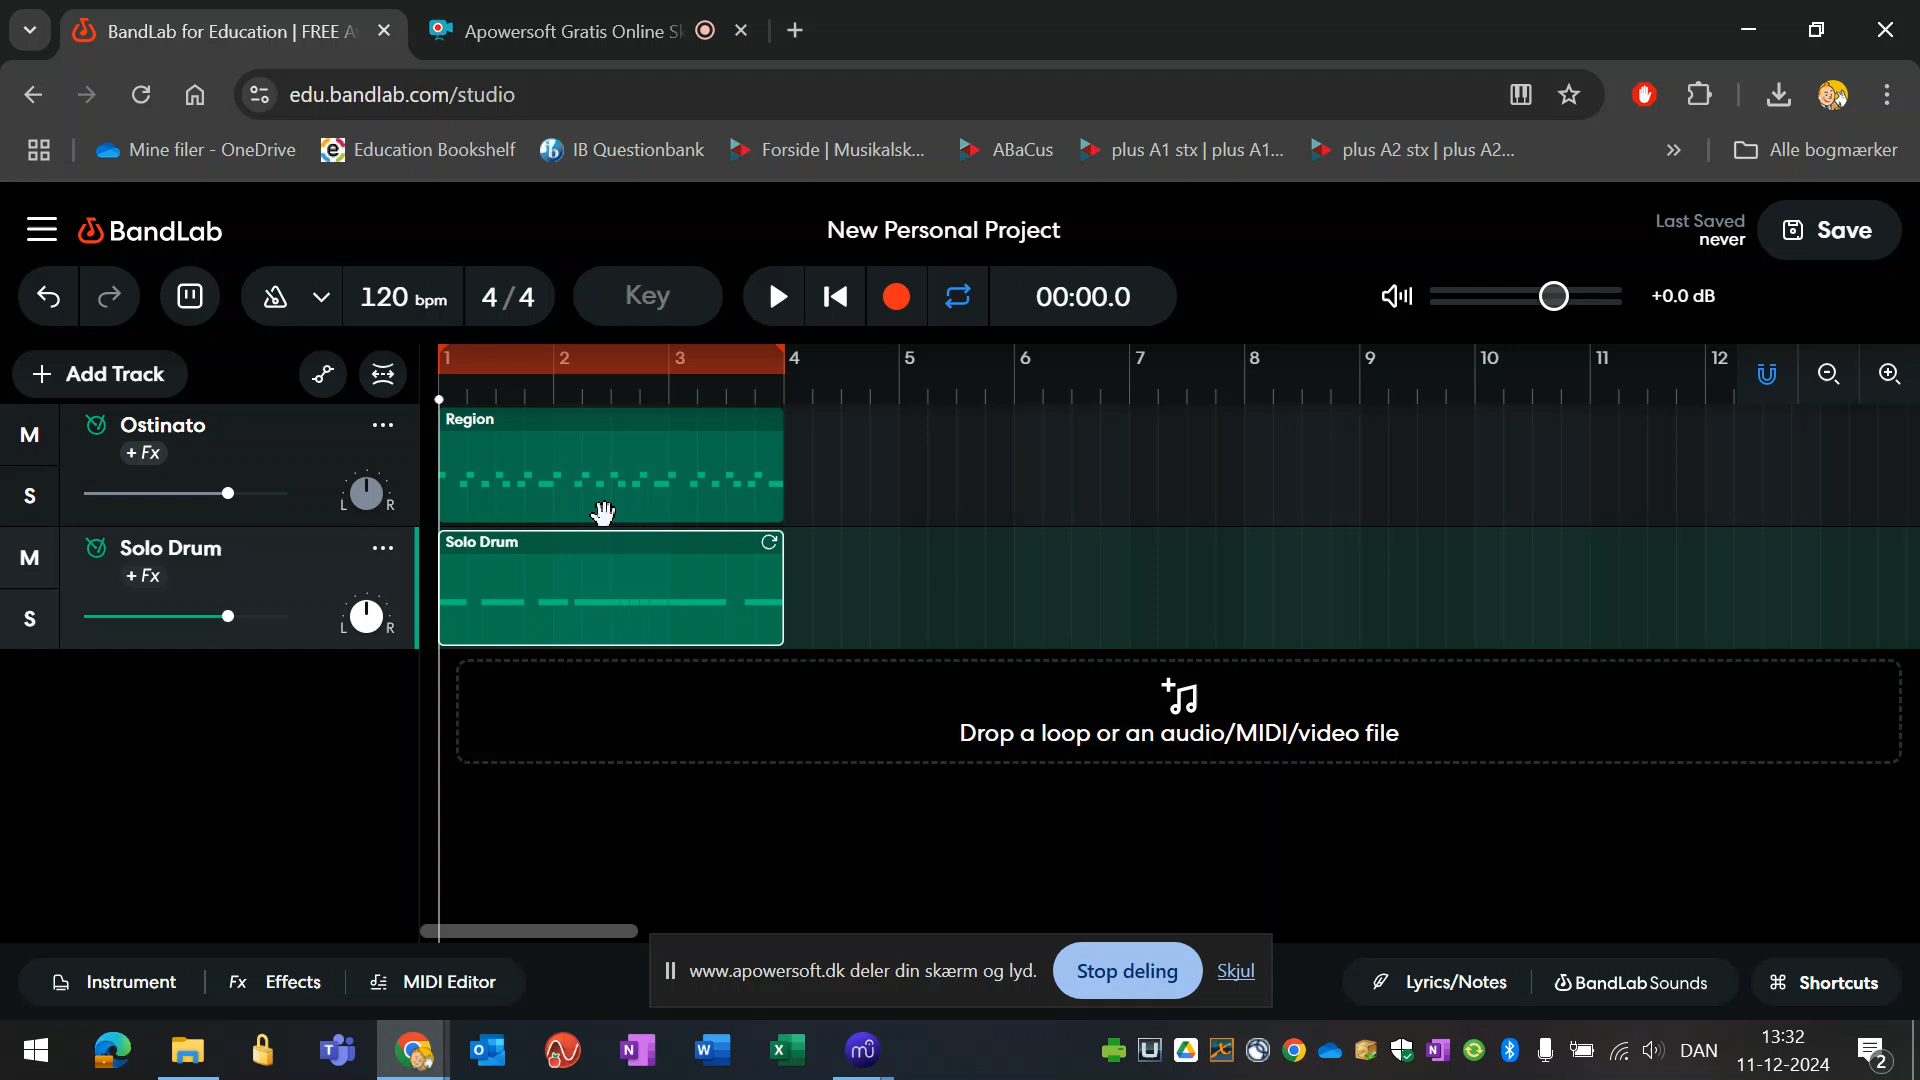 BandLab for Education | FREE A
Apowersoft Gratis Online S
edu.bandlab.com/studio
Mine filer - OneDrive
Education Bookshelf
IB Questionbank
Forside | Musikalsk...
ABaCus
plus A1 stx | plus A1...
plus A2 stx | plus A2...
»
Alle bogmærker
BandLab
New Personal Project
Last Saved
never
Save
120 bpm
4/4
Key
00:00.0
+0.0 dB
+ Add Track
1 2 3 4 5 6 7 8 9 10 11 12
M
Ostinato
+ Fx
S
L R
Region
M
Solo Drum
+ Fx
S
L R
Solo Drum
Drop a loop or an audio/MIDI/video file
Instrument
Fx Effects
MIDI Editor
www.apowersoft.dk deler din skærm og lyd.
Stop deling
Skjul
Lyrics/Notes
BandLab Sounds
Shortcuts
DAN
13:32
11-12-2024
2